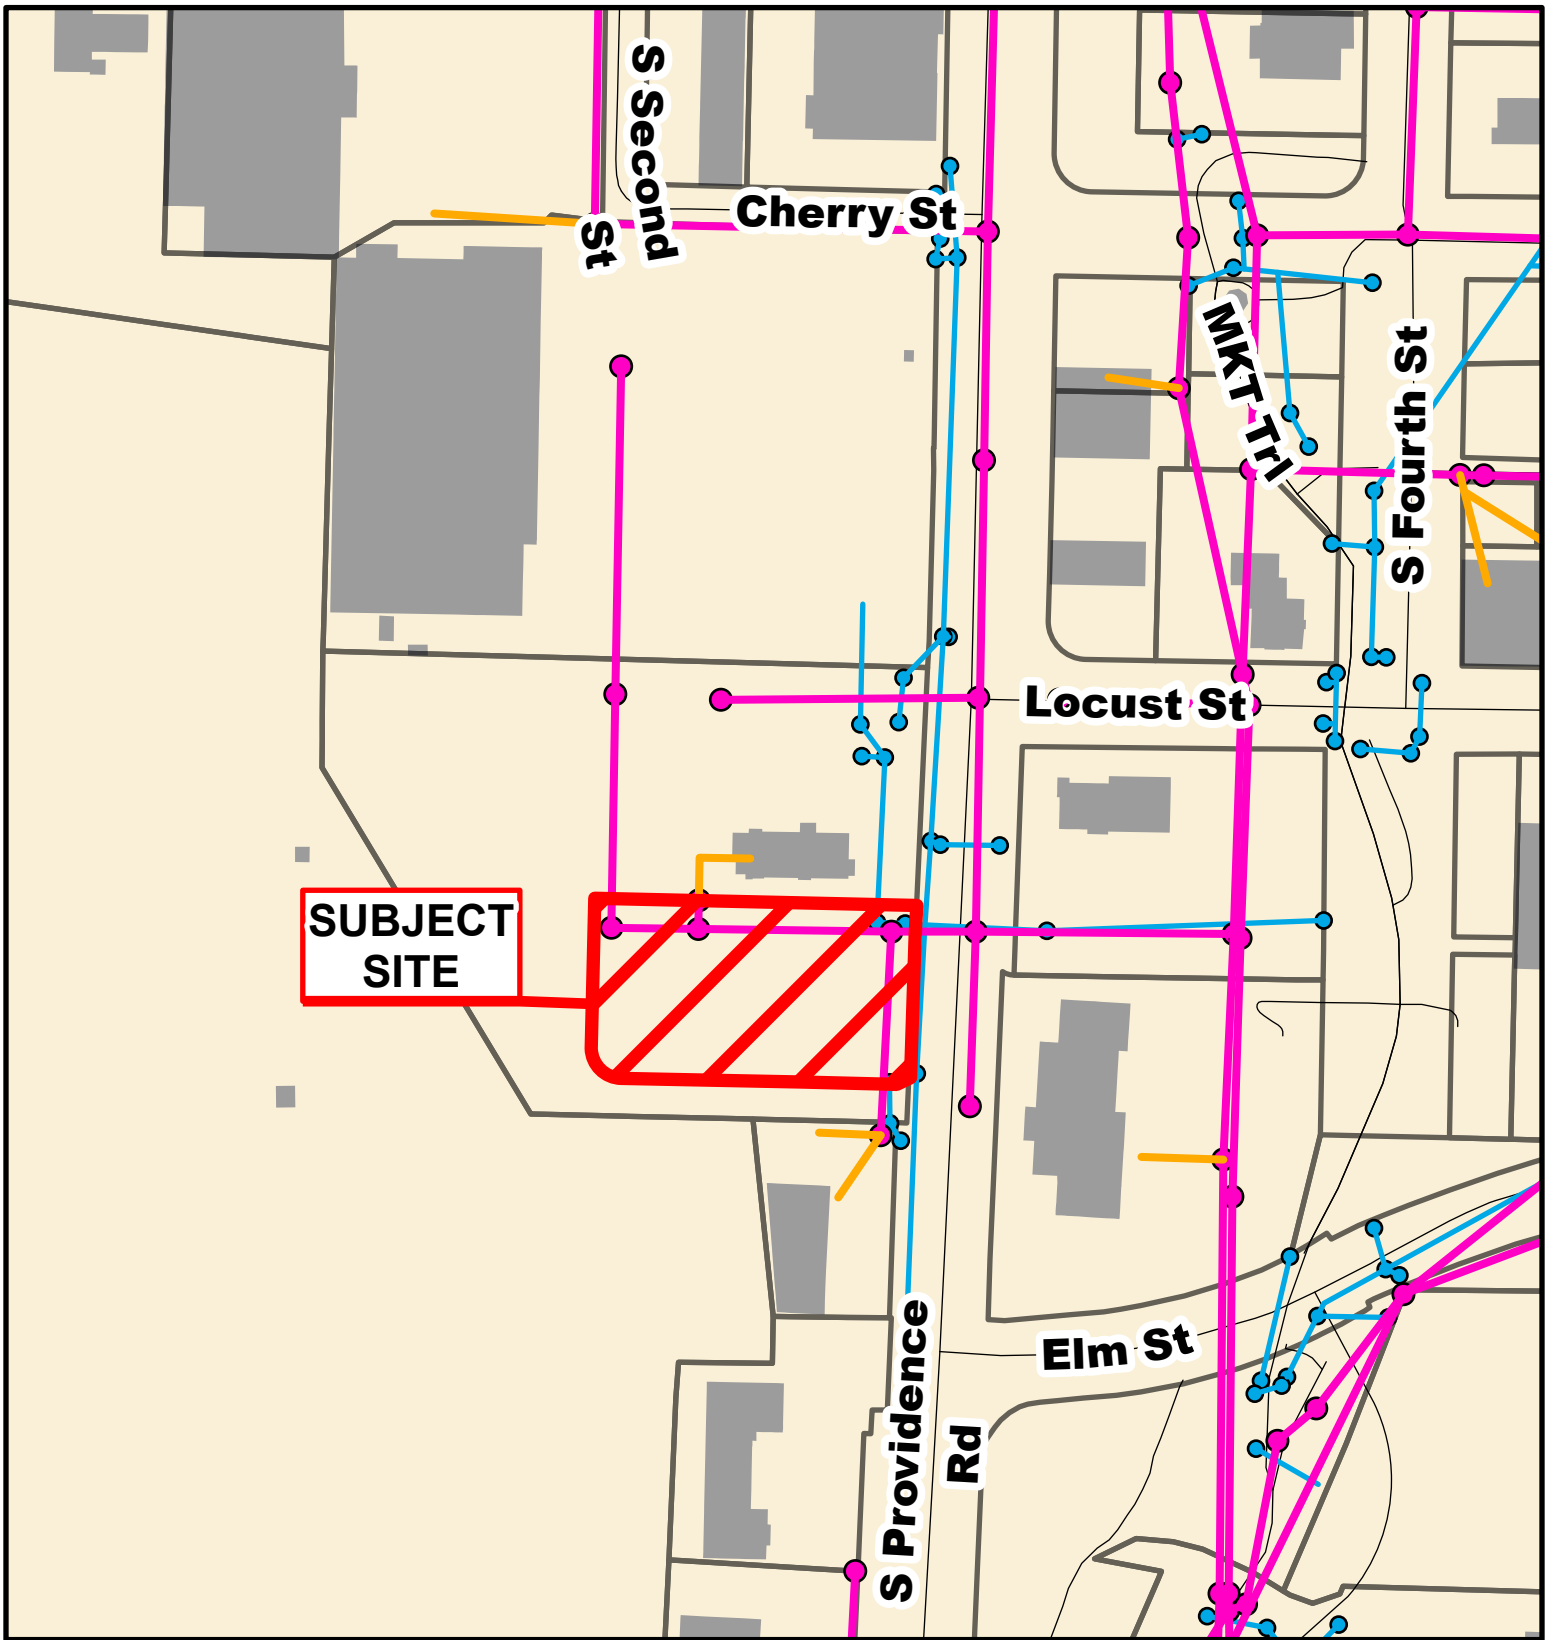 S Second
St
Cherry St
MKT Trl
S Fourth St
Locust St
SUBJECT
SITE
Elm St
S Providence
Rd